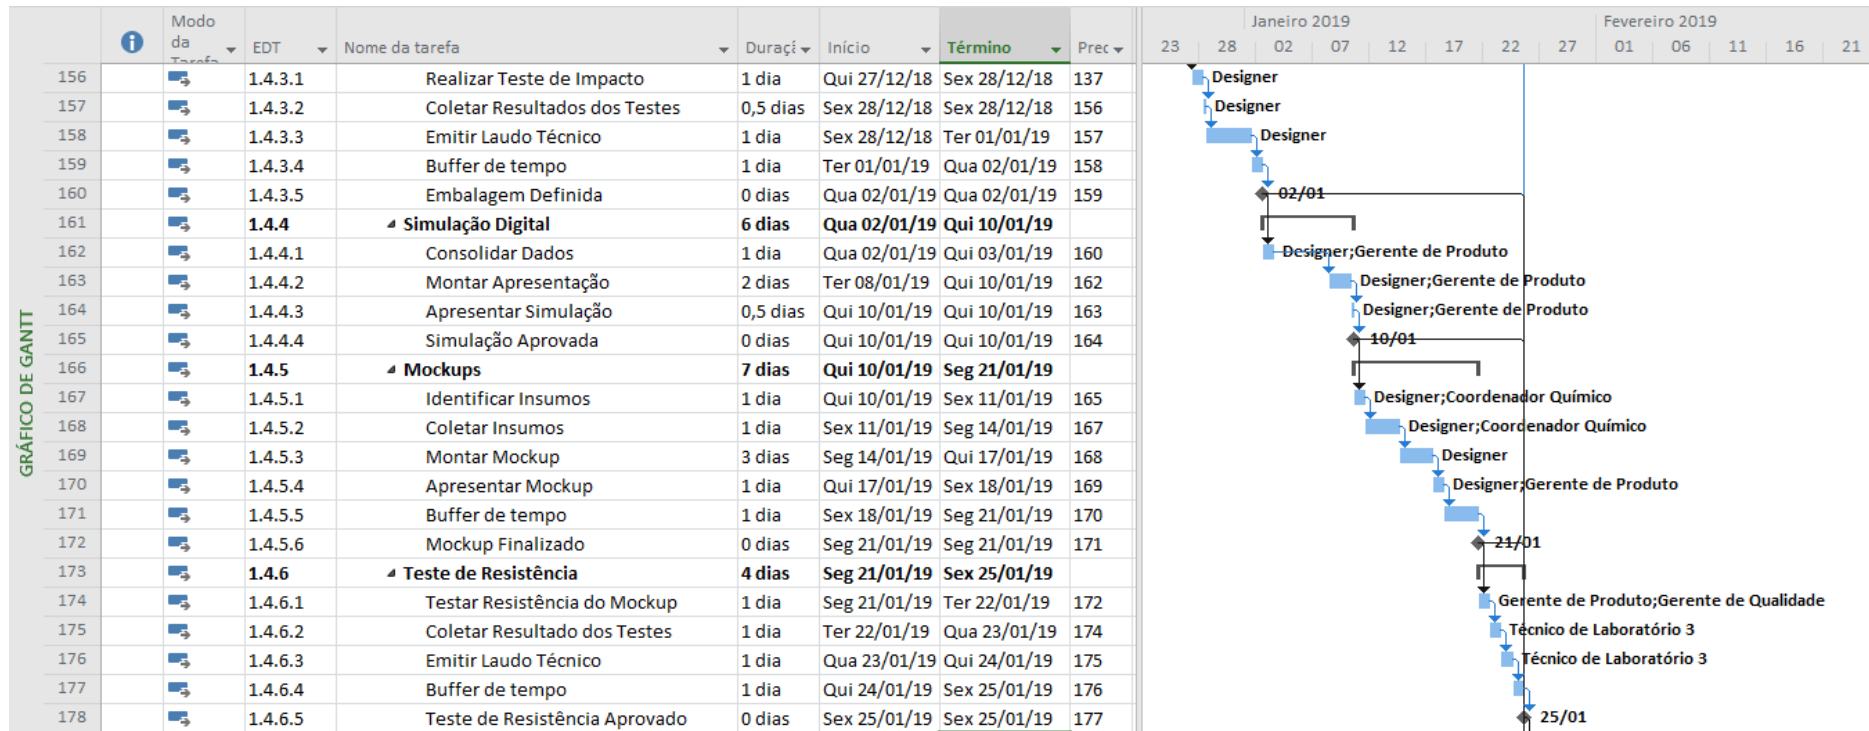 Modo da Tarefa EDT Nome da tarefa Duraçã Início Término Prec
Janeiro 2019 Fevereiro 2019
23 28 02 07 12 17 22 27 01 06 11 16 21
GRÁFICO DE GANTT
156 1.4.3.1 Realizar Teste de Impacto 1 dia Qui 27/12/18 Sex 28/12/18 137 Designer
157 1.4.3.2 Coletar Resultados dos Testes 0,5 dias Sex 28/12/18 Sex 28/12/18 156 Designer
158 1.4.3.3 Emitir Laudo Técnico 1 dia Sex 28/12/18 Ter 01/01/19 157 Designer
159 1.4.3.4 Buffer de tempo 1 dia Ter 01/01/19 Qua 02/01/19 158
160 1.4.3.5 Embalagem Definida 0 dias Qua 02/01/19 Qua 02/01/19 159 02/01
161 1.4.4 Simulação Digital 6 dias Qua 02/01/19 Qui 10/01/19
162 1.4.4.1 Consolidar Dados 1 dia Qua 02/01/19 Qui 03/01/19 160 Designer;Gerente de Produto
163 1.4.4.2 Montar Apresentação 2 dias Ter 08/01/19 Qui 10/01/19 162 Designer;Gerente de Produto
164 1.4.4.3 Apresentar Simulação 0,5 dias Qui 10/01/19 Qui 10/01/19 163 Designer;Gerente de Produto
165 1.4.4.4 Simulação Aprovada 0 dias Qui 10/01/19 Qui 10/01/19 164 10/01
166 1.4.5 Mockups 7 dias Qui 10/01/19 Seg 21/01/19
167 1.4.5.1 Identificar Insumos 1 dia Qui 10/01/19 Sex 11/01/19 165 Designer;Coordenador Químico
168 1.4.5.2 Coletar Insumos 1 dia Sex 11/01/19 Seg 14/01/19 167 Designer;Coordenador Químico
169 1.4.5.3 Montar Mockup 3 dias Seg 14/01/19 Qui 17/01/19 168 Designer
170 1.4.5.4 Apresentar Mockup 1 dia Qui 17/01/19 Sex 18/01/19 169 Designer;Gerente de Produto
171 1.4.5.5 Buffer de tempo 1 dia Sex 18/01/19 Seg 21/01/19 170
172 1.4.5.6 Mockup Finalizado 0 dias Seg 21/01/19 Seg 21/01/19 171 21/01
173 1.4.6 Teste de Resistência 4 dias Seg 21/01/19 Sex 25/01/19
174 1.4.6.1 Testar Resistência do Mockup 1 dia Seg 21/01/19 Ter 22/01/19 172 Gerente de Produto;Gerente de Qualidade
175 1.4.6.2 Coletar Resultado dos Testes 1 dia Ter 22/01/19 Qua 23/01/19 174 Técnico de Laboratório 3
176 1.4.6.3 Emitir Laudo Técnico 1 dia Qua 23/01/19 Qui 24/01/19 175 Técnico de Laboratório 3
177 1.4.6.4 Buffer de tempo 1 dia Qui 24/01/19 Sex 25/01/19 176
178 1.4.6.5 Teste de Resistência Aprovado 0 dias Sex 25/01/19 Sex 25/01/19 177 25/01